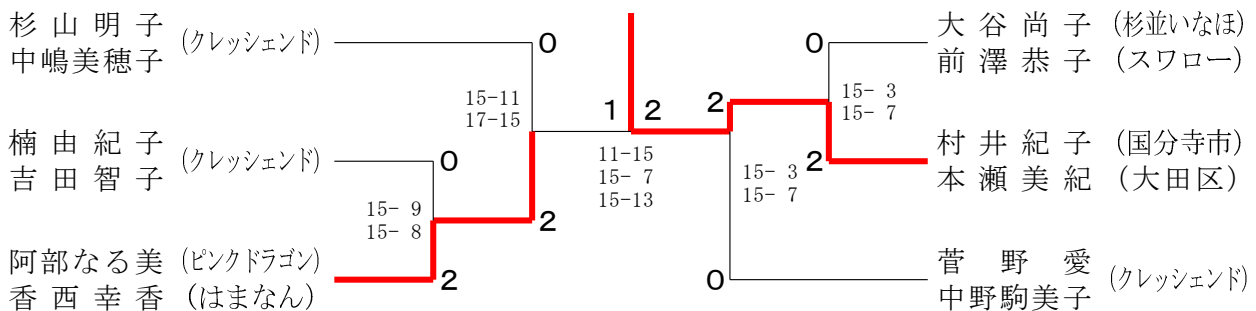 杉山明子 (クレッシェンド)
中嶋美穂子
0
15-11
17-15
楠由紀子 (クレッシェンド)
吉田智子
0
15- 9
15- 8
2
阿部なる美 (ピンクドラゴン)
香西幸香 (はまなん)
2
1 2
11-15
15- 7
15-13
大谷尚子 (杉並いなほ)
前澤恭子 (スワロー)
0
15- 3
15- 7
2
村井紀子 (国分寺市)
本瀬美紀 (大田区)
2
15- 3
15- 7
菅野愛 (クレッシェンド)
中野駒美子
0